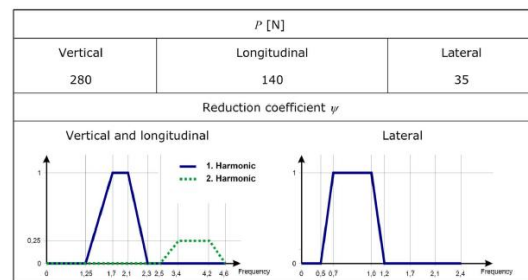 P [N]
Vertical Longitudinal Lateral
280 140 35
Reduction coefficient ψ
Vertical and longitudinal Lateral
1. Harmonic
2. Harmonic
1 1
0.25
0 0
0 1,25 1,7 2,1 2,3 2,5 3,4 4,2 4,6 Frequency 0 0,5 0,7 1,0 1,2 1,7 2,1 2,4 Frequency